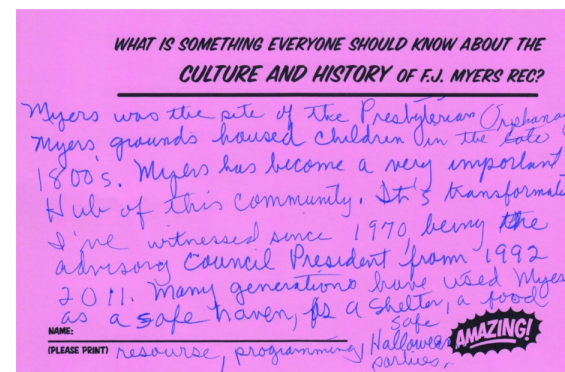 WHAT IS SOMETHING EVERYONE SHOULD KNOW ABOUT THE
CULTURE AND HISTORY OF F.J. MYERS REC?
Myers was the site of the Presbyterian Orphanag
Myers grounds housed children in the late
1800's. Myers has become a very important
Hub of this community. It's transformati
I've witnessed since 1970, being the
advisory Council President from 1992
2011. Many generations have used Myers
as a safe haven, as a shelter, a food
NAME:
(PLEASE PRINT) resourse, programming, safe Halloween
parties.
AMAZING!